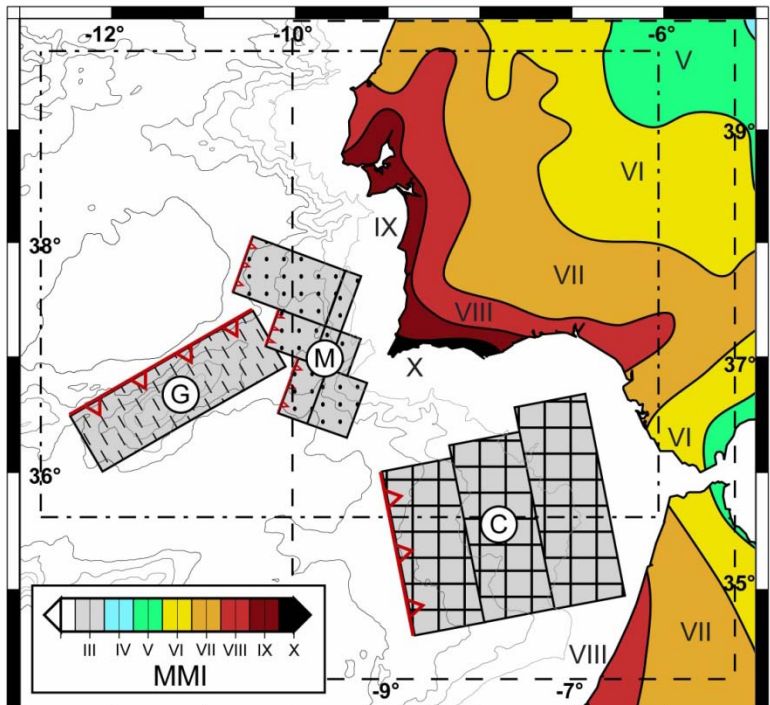 -12° -10° -6°
V
39°
VI
IX
38°
VII
VIII
M
37°
X
G
VI
36°
C
35°
III IV V VI VII VIII IX X
MMI
VII
VIII
-9° -7°